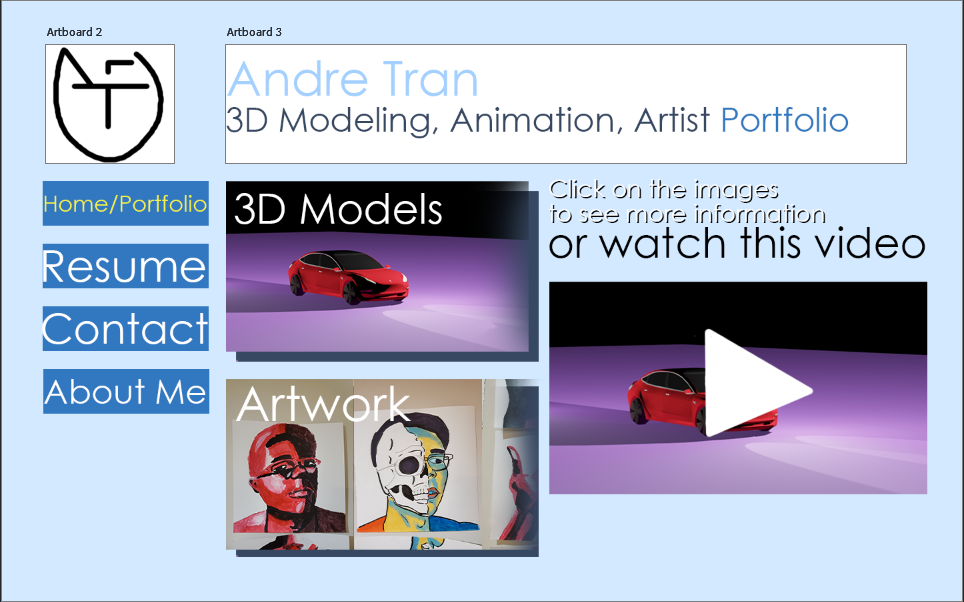 Artboard 2
Artboard 3
Andre Tran
3D Modeling, Animation, Artist Portfolio
Home/Portfolio
Resume
Contact
About Me
3D Models
Artwork
Click on the images
to see more information
or watch this video